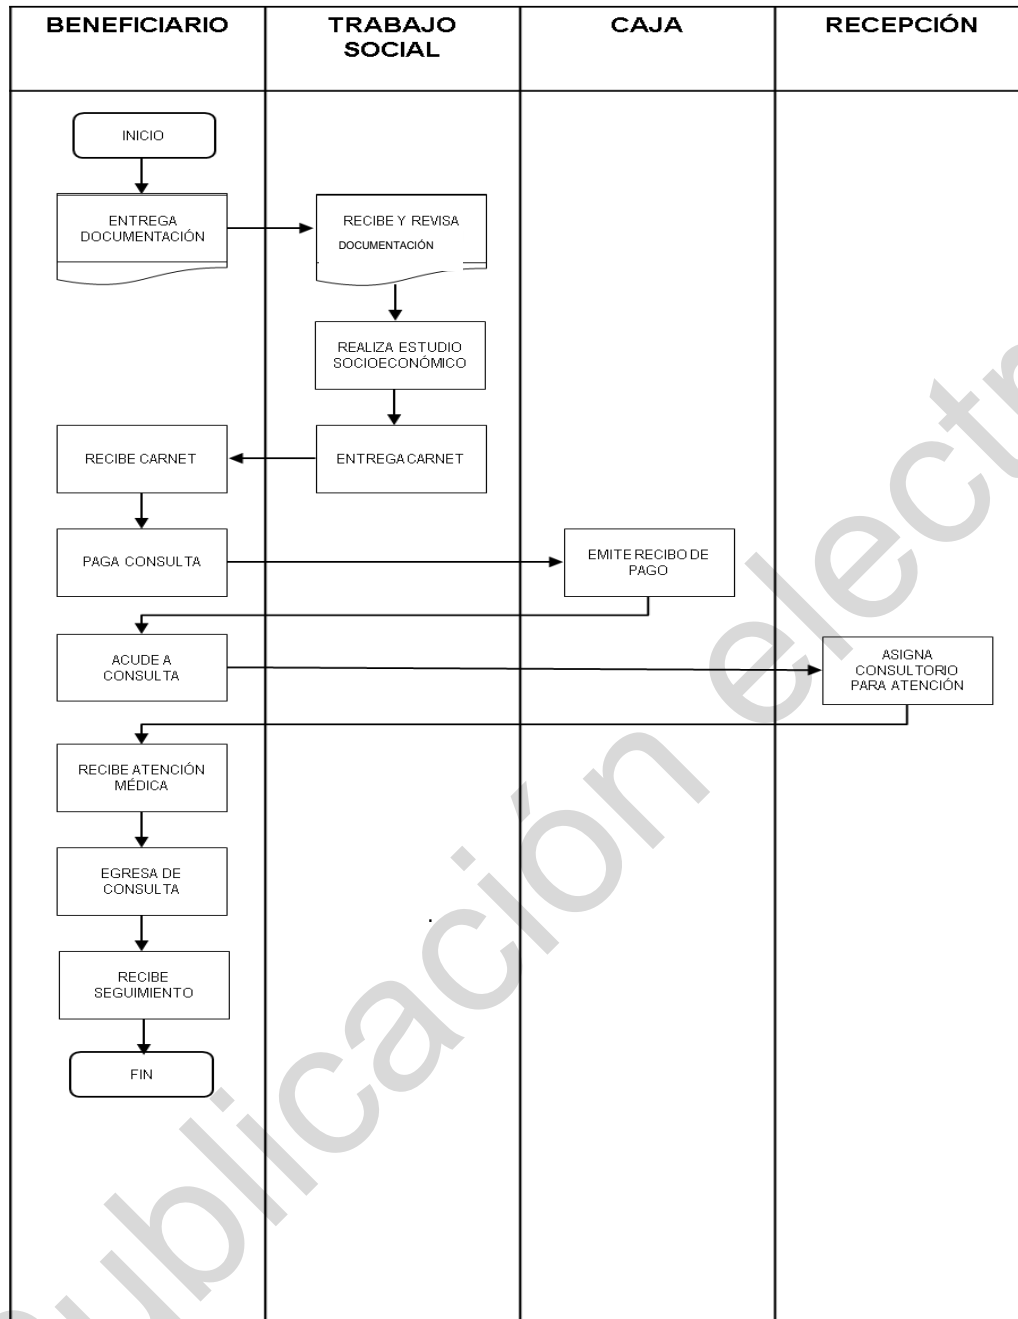 BENEFICIARIO
TRABAJO
SOCIAL
CAJA
RECEPCIÓN
INICIO
ENTREGA
DOCUMENTACIÓN
RECIBE Y REVISA
DOCUMENTACIÓN
REALIZA ESTUDIO
SOCIOECONÓMICO
RECIBE CARNET
ENTREGA CARNET
PAGA CONSULTA
EMITE RECIBO DE
PAGO
ACUDE A
CONSULTA
ASIGNA
CONSULTORIO
PARA ATENCIÓN
RECIBE ATENCIÓN
MÉDICA
EGRESA DE
CONSULTA
RECIBE
SEGUIMIENTO
FIN